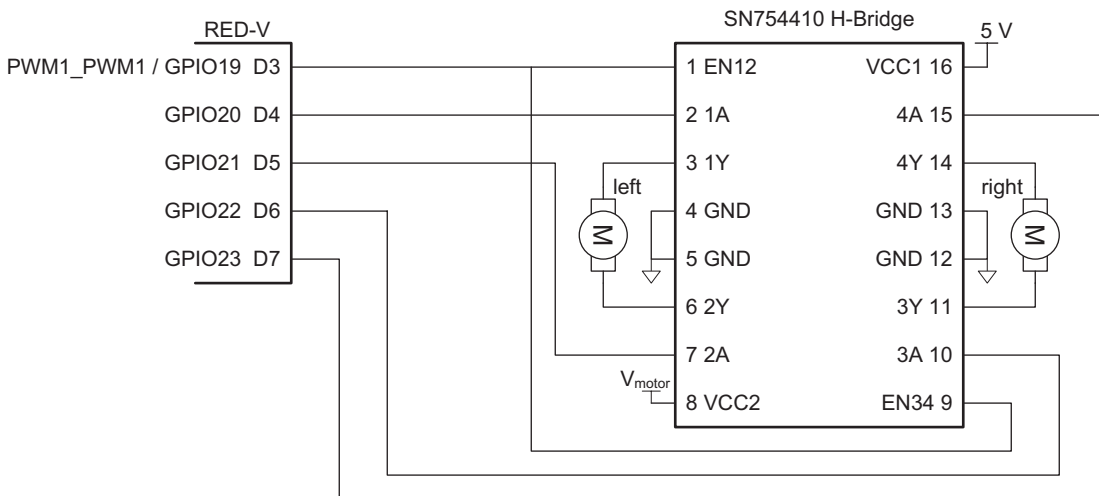 RED-V
SN754410 H-Bridge
5 V
PWM1_PWM1 / GPIO19 D3
GPIO20 D4
GPIO21 D5
GPIO22 D6
GPIO23 D7
left
M
V motor
1 EN12
2 1A
3 1Y
4 GND
5 GND
6 2Y
7 2A
8 VCC2
VCC1 16
4A 15
4Y 14
GND 13
GND 12
3Y 11
3A 10
EN34 9
right
M